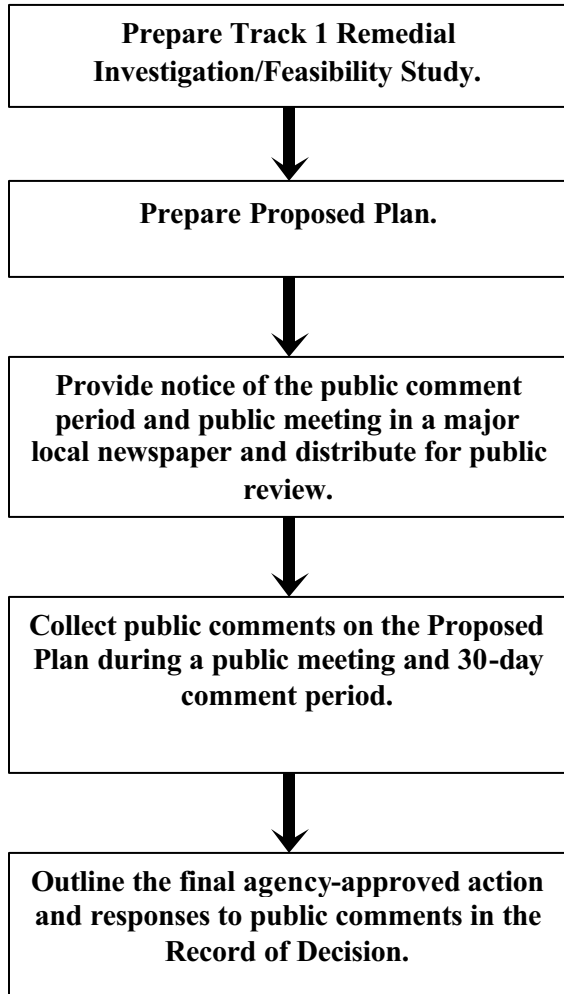 Prepare Track 1 Remedial
Investigation/Feasibility Study.
Prepare Proposed Plan.
Provide notice of the public comment
period and public meeting in a major
local newspaper and distribute for public
review.
Collect public comments on the Proposed
Plan during a public meeting and 30-day
comment period.
Outline the final agency-approved action
and responses to public comments in the
Record of Decision.